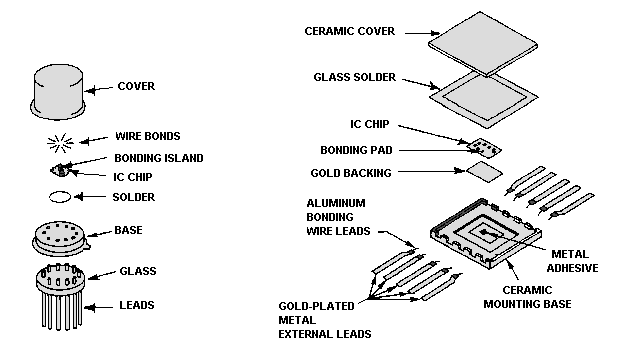 COVER
WIRE BONDS
BONDING ISLAND
IC CHIP
SOLDER
BASE
GLASS
LEADS
CERAMIC COVER
GLASS SOLDER
IC CHIP
BONDING PAD
GOLD BACKING
ALUMINUM
BONDING
WIRE LEADS
METAL
ADHESIVE
CERAMIC
MOUNTING BASE
GOLD-PLATED
METAL
EXTERNAL LEADS